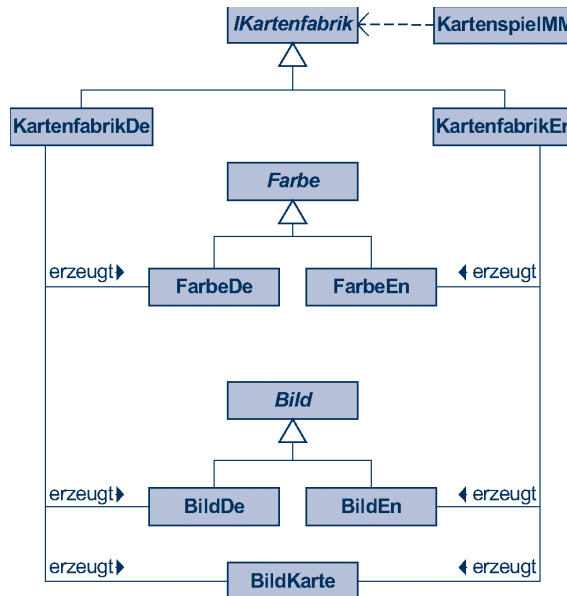 IKartenfabrik
KartenspielMM
KartenfabrikDe
KartenfabrikEn
Farbe
erzeugt
erzeugt
FarbeDe
FarbeEn
Bild
erzeugt
erzeugt
BildDe
BildEn
erzeugt
erzeugt
BildKarte